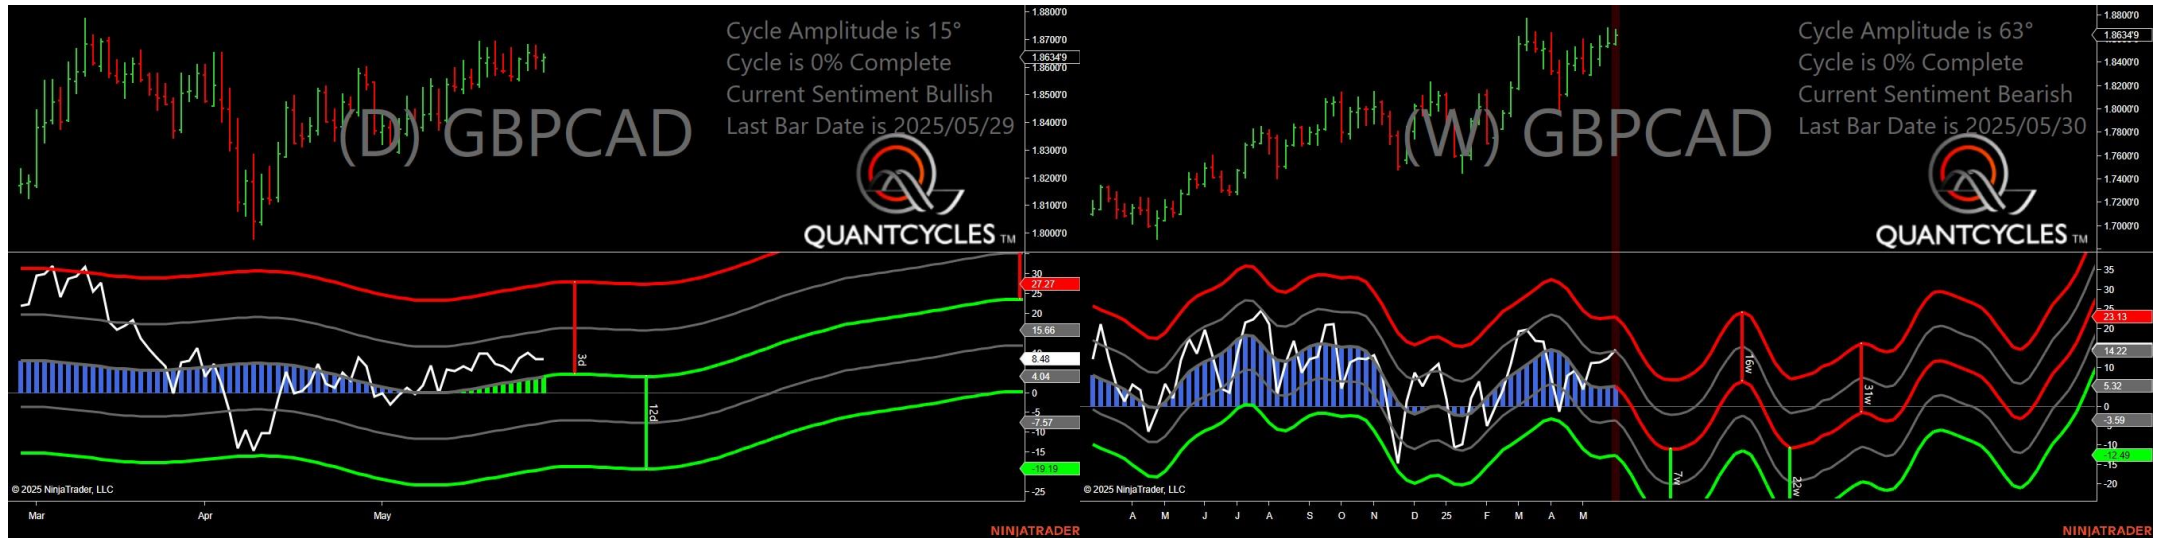 Cycle Amplitude is 15°
Cycle is 0% Complete
Current Sentiment Bullish
Last Bar Date is 2025/05/29
(D) GBPCAD
QUANTCYCLES TM
1.8800'0
1.8700'0
1.8634'9
1.8600'0
1.8500'0
1.8400'0
1.8300'0
1.8200'0
1.8100'0
1.8000'0
3d
12d
30
27.27
25
20
15.66
8.48
4.04
0
-5
-7.57
-10
-15
-19.19
-25
© 2025 NinjaTrader, LLC
Mar
Apr
May
NINJATRADER
Cycle Amplitude is 63°
Cycle is 0% Complete
Current Sentiment Bearish
Last Bar Date is 2025/05/30
(W) GBPCAD
QUANTCYCLES TM
1.8800'0
1.8634'9
1.8400'0
1.8200'0
1.8000'0
1.7800'0
1.7600'0
1.7400'0
1.7200'0
1.7000'0
7w
16w
22w
31w
35
30
25
23.13
20
14.22
10
5.32
0
-3.59
-10
-12.49
-15
-20
© 2025 NinjaTrader, LLC
A M J J A S O N D 25 F M A M
NINJATRADER